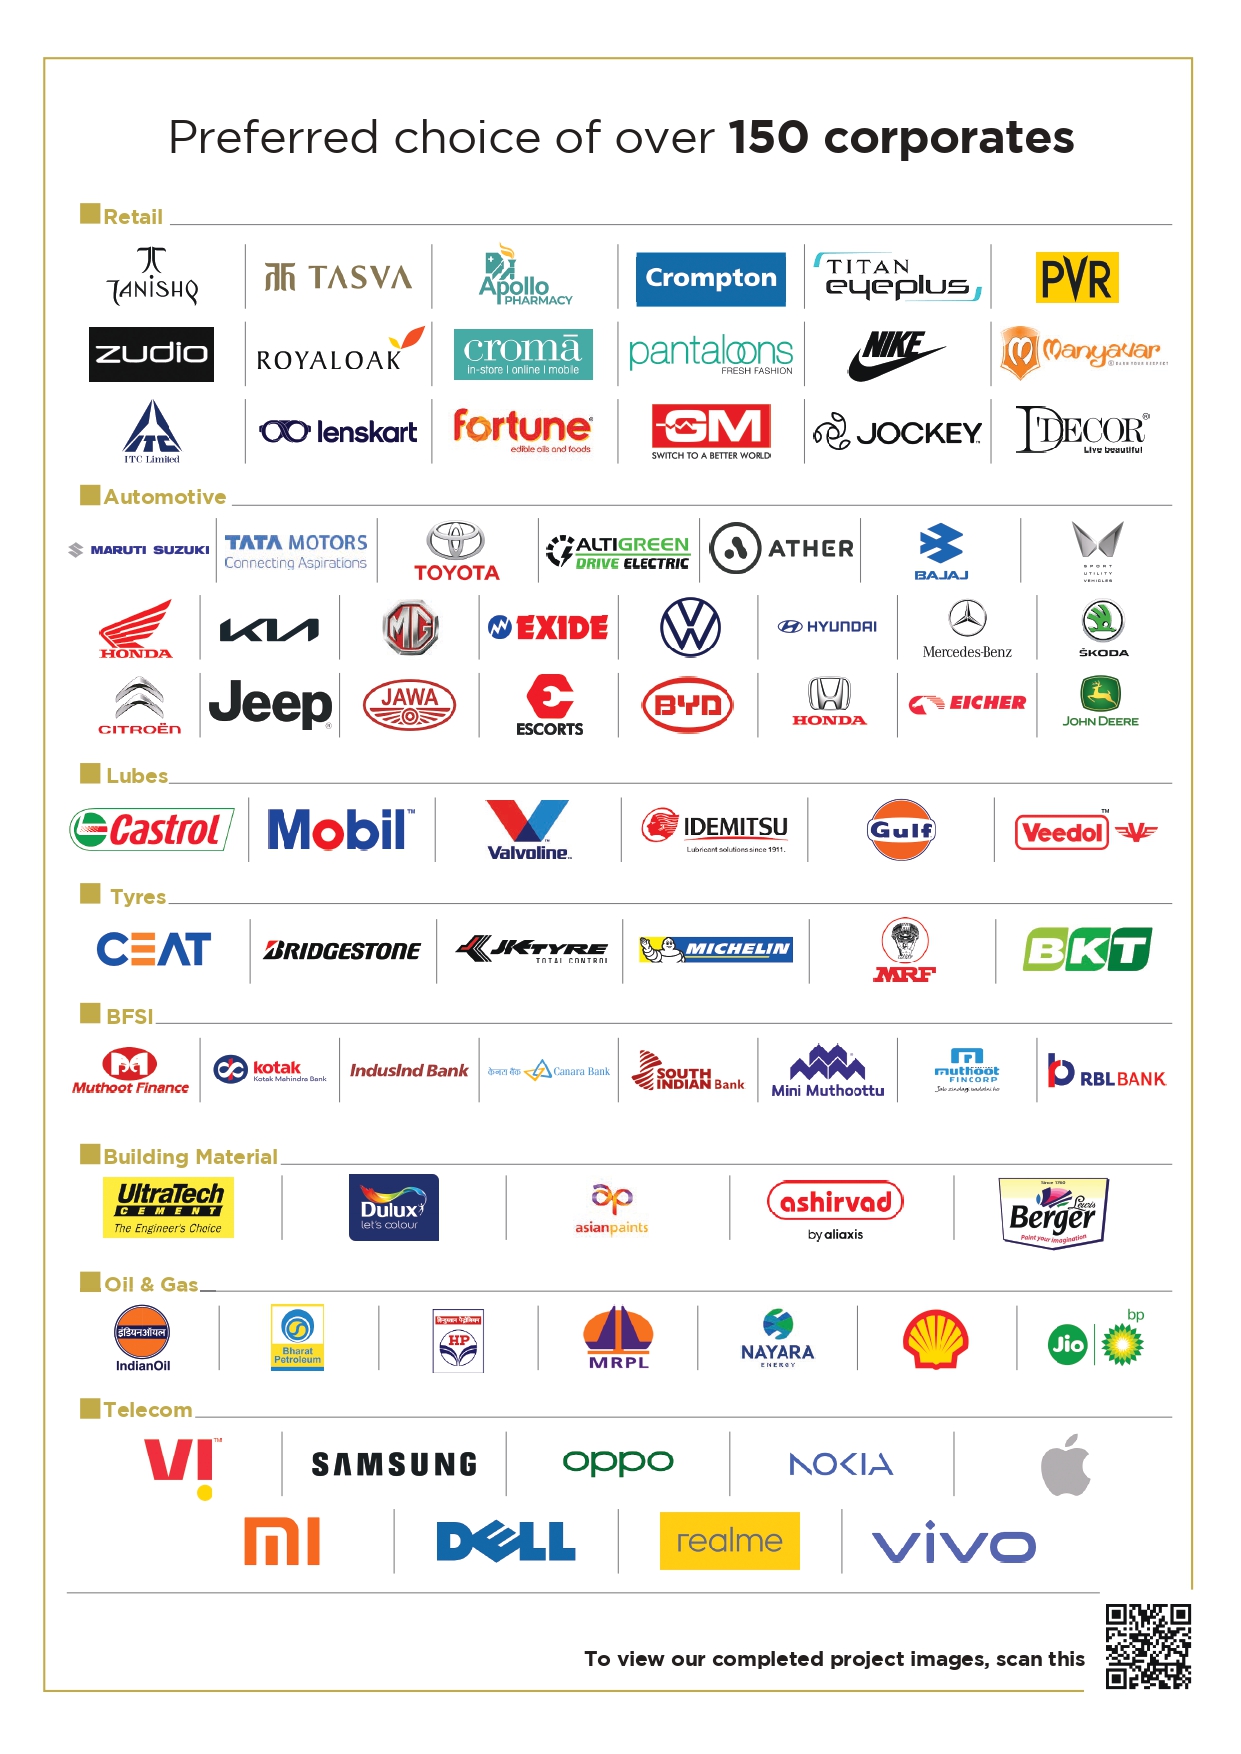 Preferred choice of over 150 corporates
Retail
TANISHQ
TASVA
Apollo
PHARMACY
Crompton
TITAN
eyeplus
PVR
zudio
ROYALOAK
cromā
in-store | online | mobile
pantaloons
FRESH FASHION
NIKE
Manyavar
ITC Limited
lenskart
fortune
edible oils and foods
GM
SWITCH TO A BETTER WORLD
JOCKEY
D'DECOR®
Live beautiful
Automotive
MARUTI SUZUKI
TATA MOTORS
Connecting Aspirations
TOYOTA
ALTIGREEN
DRIVE ELECTRIC
ATHER
BAJAJ
SPORT
UTILITY
VEHICLES
HONDA
KIA
MG
EXIDE
VW
HYUNDAI
Mercedes-Benz
ŠKODA
CITROËN
Jeep®
JAWA
ESCORTS
BYD
HONDA
EICHER
JOHN DEERE
Lubes
Castrol
Mobil™
Valvoline™
IDEMITSU
Lubricant solutions since 1911.
Gulf
Veedol™
CEAT
Tyres
BRIDGESTONE
JK TYRE
TOTAL CONTROL
MICHELIN
MRF
BKT
BFSI
Muthoot Finance
kotak
Kotak Mahindra Bank
IndusInd Bank
केनरा बैंक Canara Bank
SOUTH
INDIAN Bank
Mini Muthoottu
muthoot
FINCORP
RBL BANK
Building Material
UltraTech
CEMENT
The Engineer's Choice
Dulux
let's colour
ap
asianpaints
ashirvad
by aliaxis
Since 1760
Lewis
Berger
Paint your imagination
Oil & Gas
इंडियनऑयल
IndianOil
Bharat
Petroleum
हिन्दुस्तान पेट्रोलियम
HP
MRPL
NAYARA
ENERGY
Jio
bp
Telecom
VI™
SAMSUNG
oppo
NOKIA
MI
DELL
realme
vivo
To view our completed project images, scan this